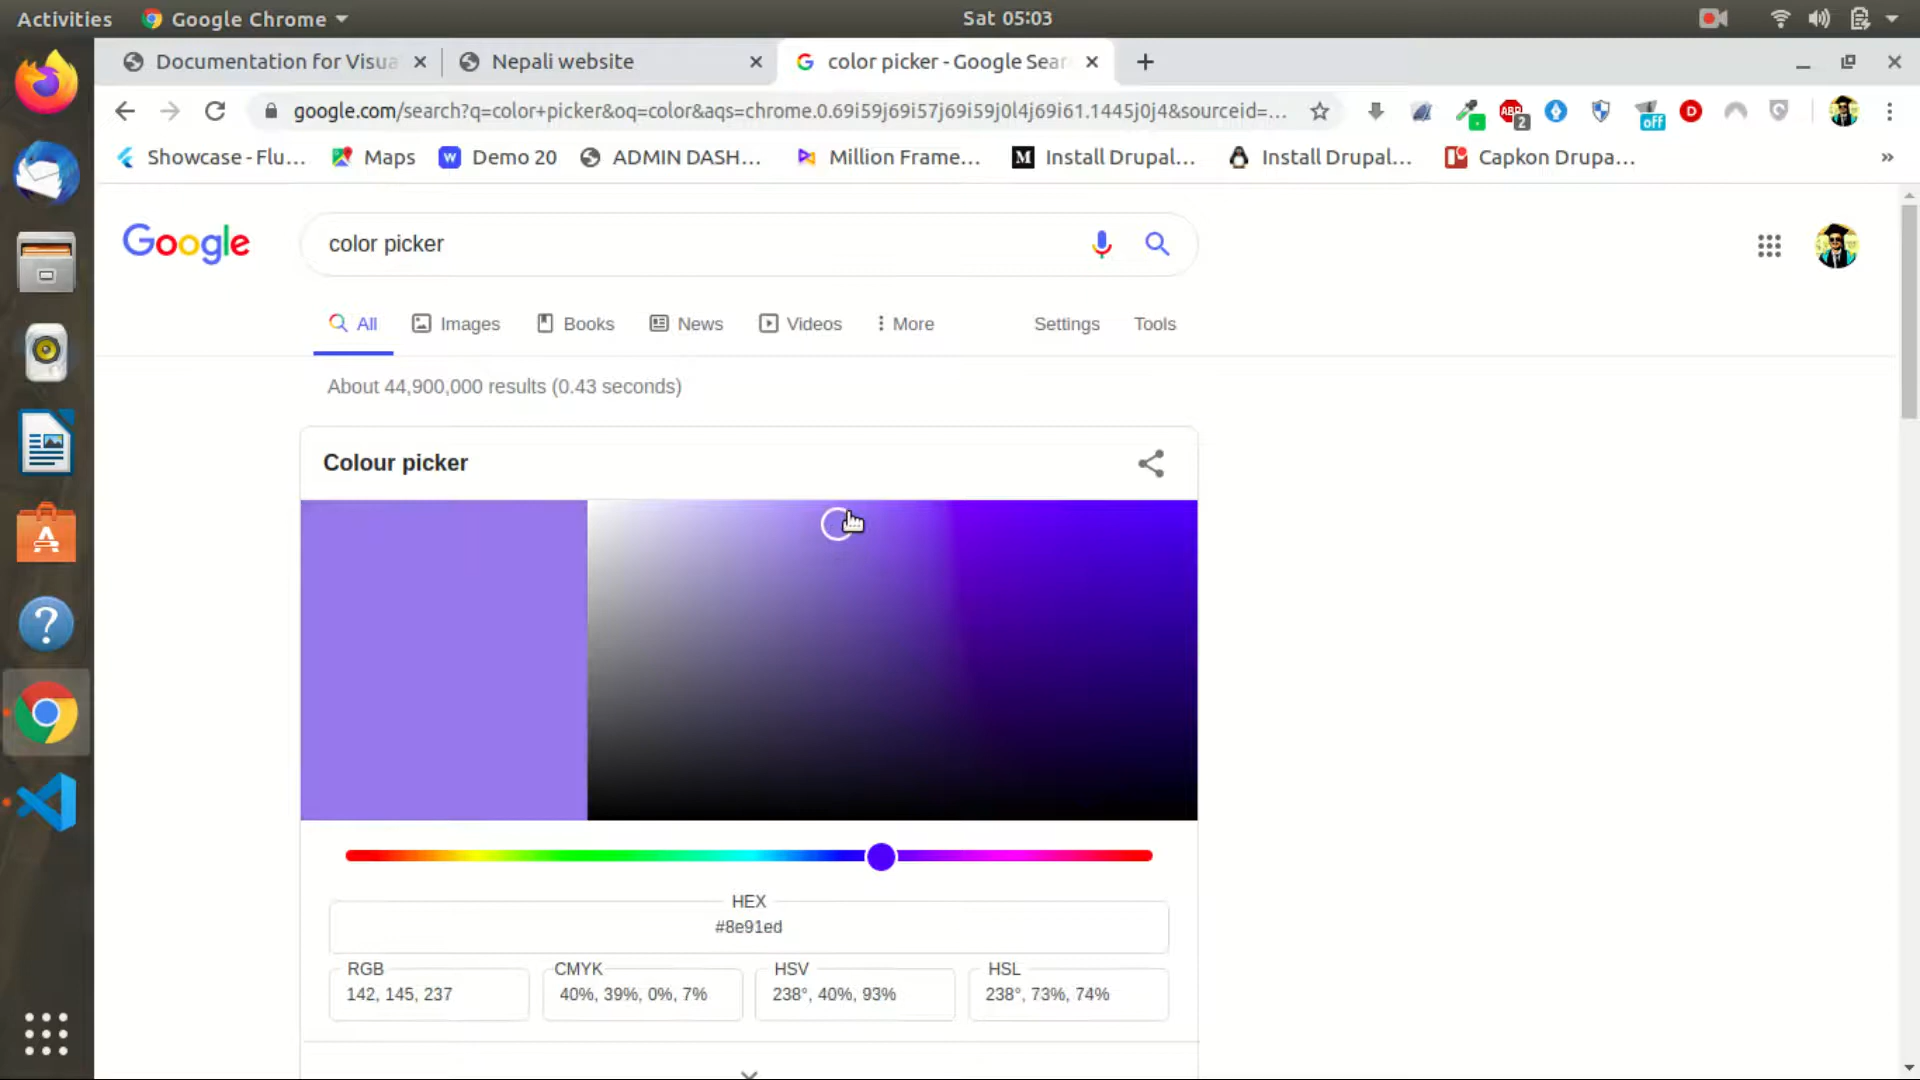 Activities Google Chrome Sat 05:03
Documentation for Visua Nepali website color picker - Google Sear
google.com/search?q=color+picker&oq=color&aqs=chrome.0.69i59j69i57j69i59j0l4j69i61.1445j0j4&sourceid=... ABP 2 off D
Showcase - Flu... Maps W Demo 20 ADMIN DASH... Million Frame... M Install Drupal... Install Drupal... Capkon Drupa... »
Google color picker
All Images Books News Videos More Settings Tools
About 44,900,000 results (0.43 seconds)
Colour picker
HEX
#8e91ed
RGB CMYK HSV HSL
142, 145, 237 40%, 39%, 0%, 7% 238°, 40%, 93% 238°, 73%, 74%